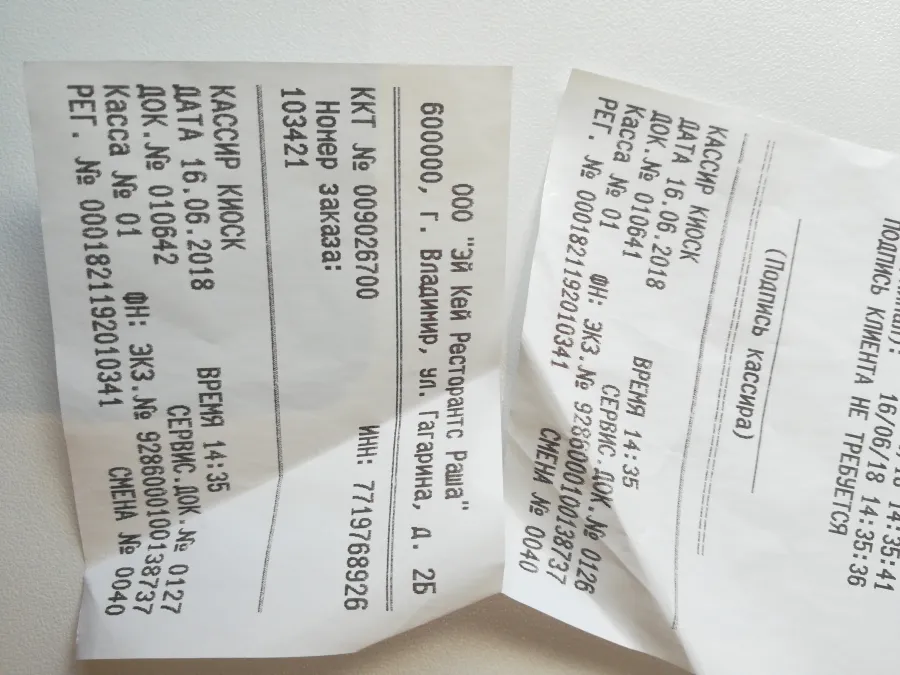 14:35:41
16/06/18 14:35:36
ПОДПИСЬ КЛИЕНТА НЕ ТРЕБУЕТСЯ
(Подпись кассира)
КАССИР КИОСК
ДАТА 16.06.2018 ВРЕМЯ 14:35
ДОК.№ 010641 СЕРВИС.ДОК.№ 0126
Касса № 01 ФН: ЭКЗ.№ 9286000100138737
РЕГ. № 0001821192010341 СМЕНА № 0040
ООО "Эй Кей Ресторантс Раша"
600000, г. Владимир, ул. Гагарина, д. 2Б
ККТ № 009026700 ИНН: 7719768926
Номер заказа:
103421
КАССИР КИОСК
ДАТА 16.06.2018 ВРЕМЯ 14:35
ДОК.№ 010642 СЕРВИС.ДОК.№ 0127
Касса № 01 ФН: ЭКЗ.№ 9286000100138737
РЕГ. № 0001821192010341 СМЕНА № 0040